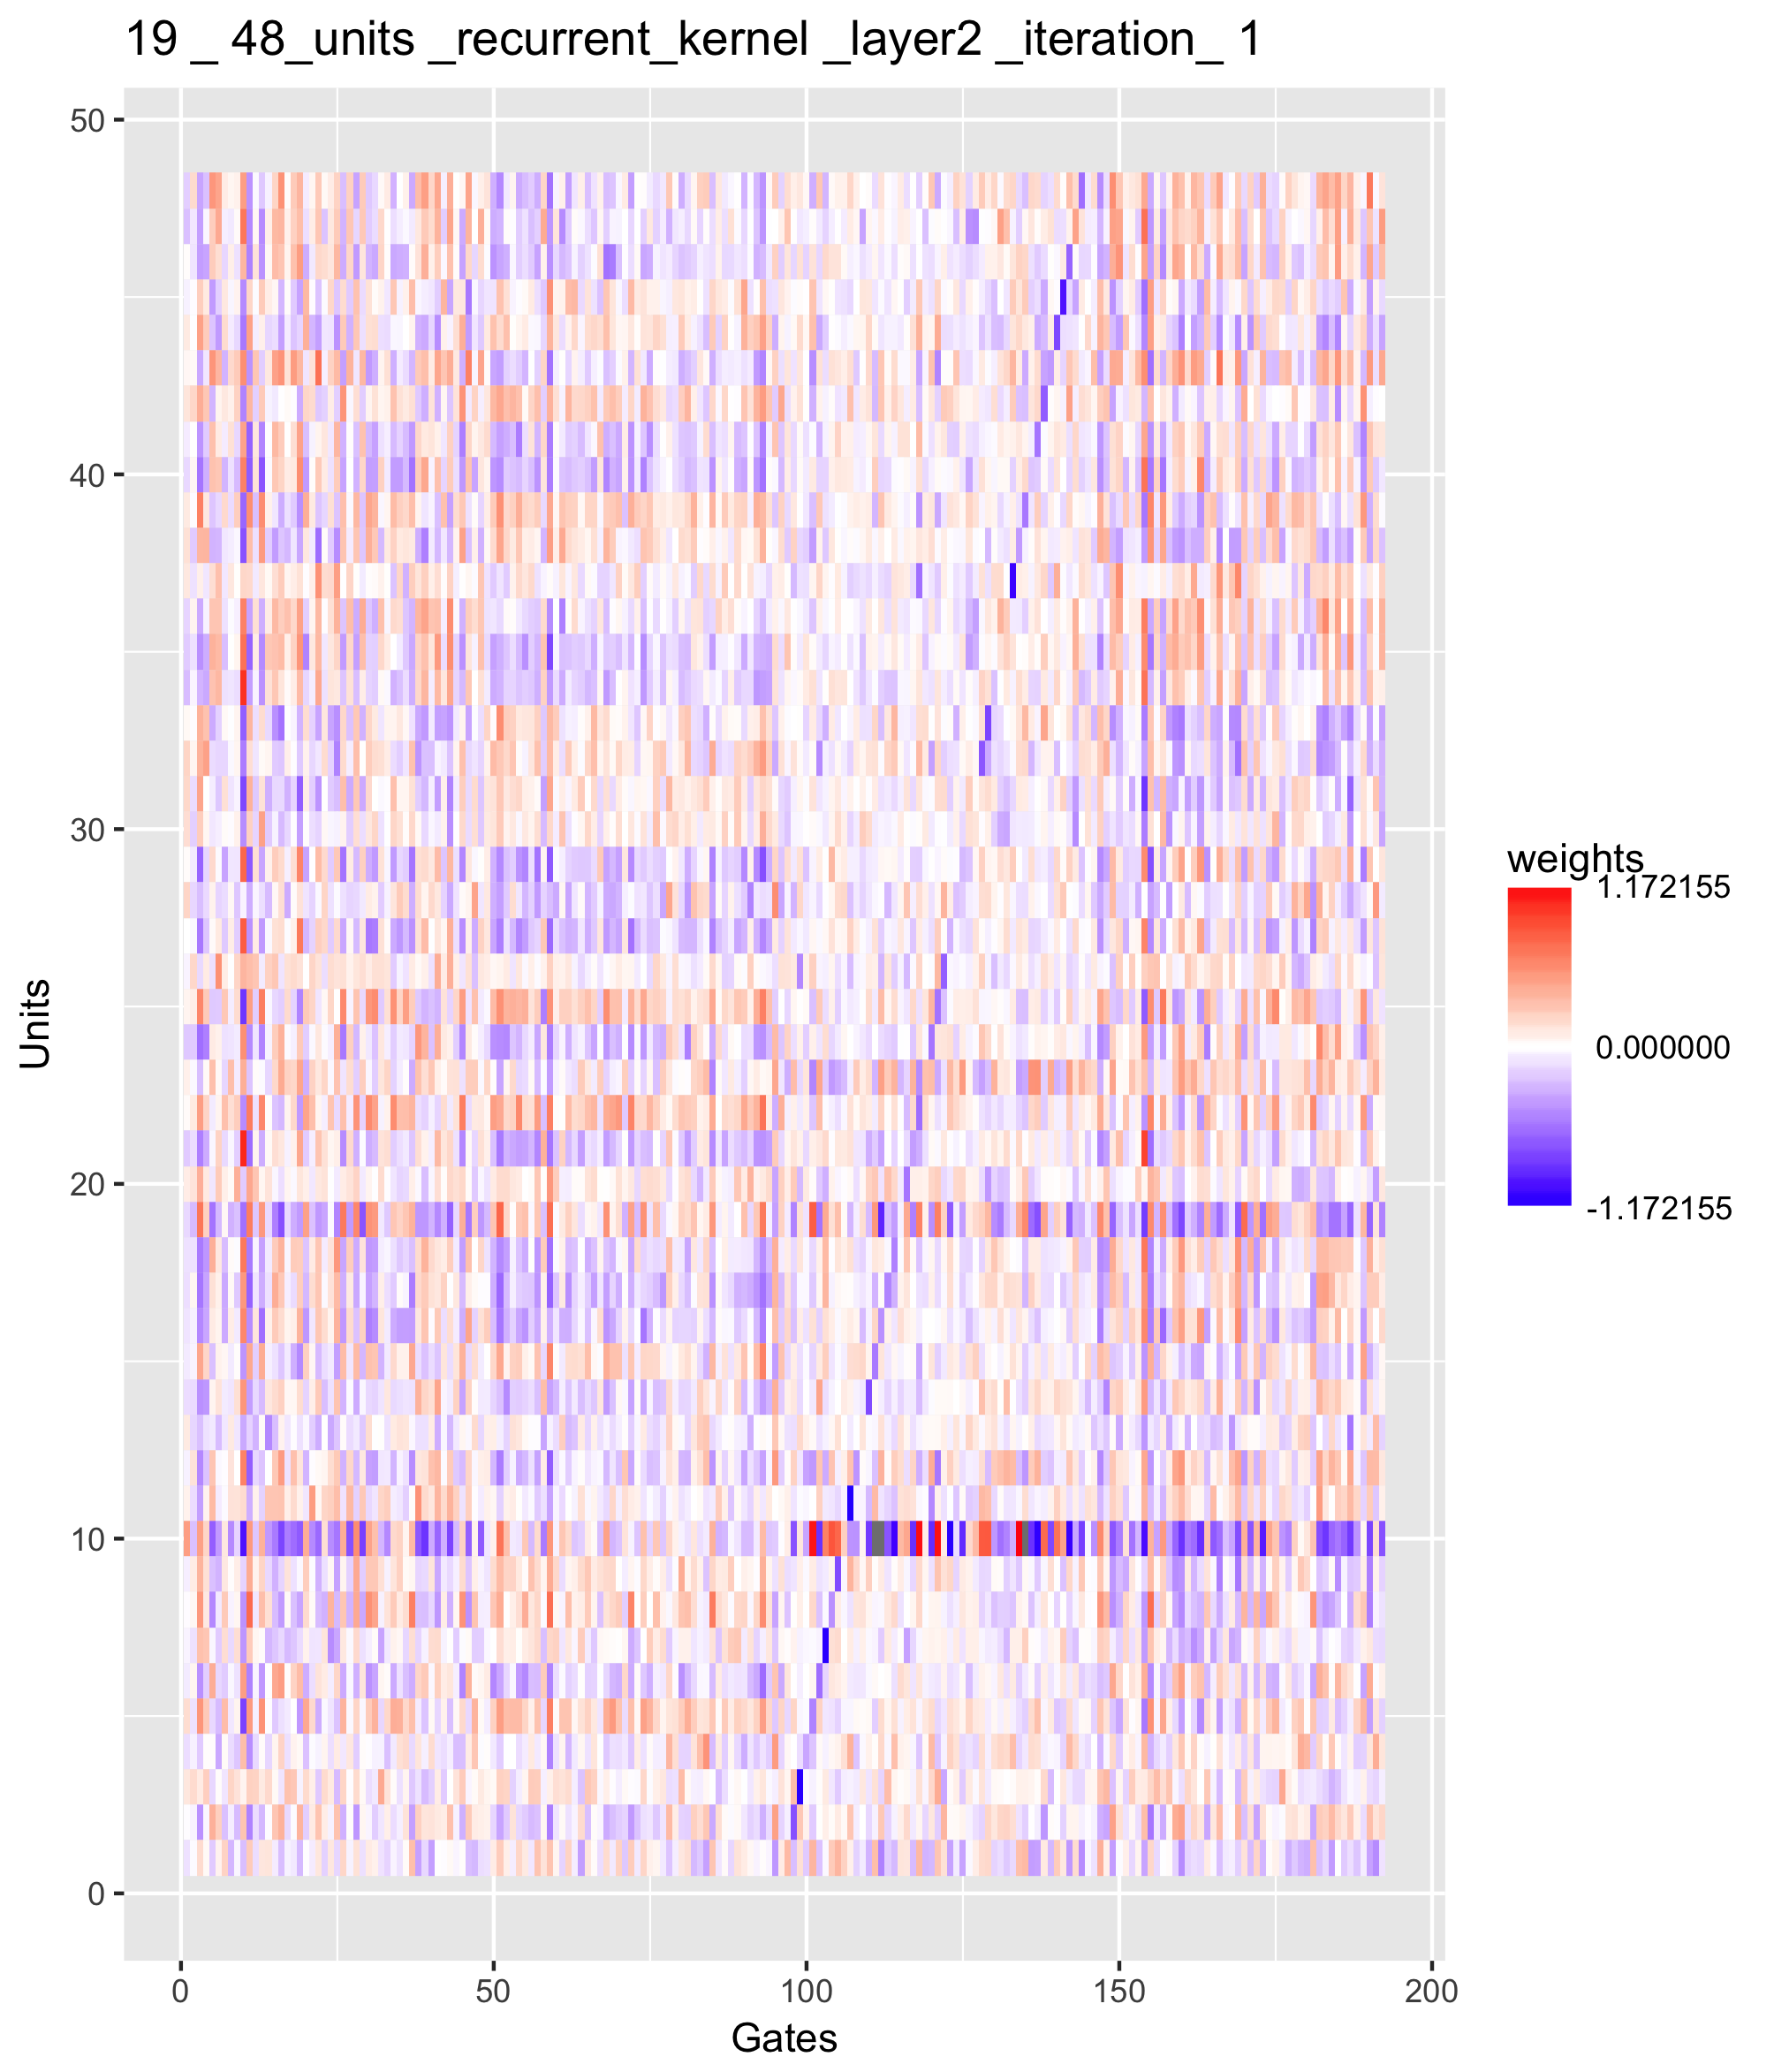 19 _ 48_units _recurrent_kernel _layer2 _iteration_ 1
50
40
30
20
10
0
Units
0 50 100 150 200
Gates
weights
1.172155
0.000000
-1.172155